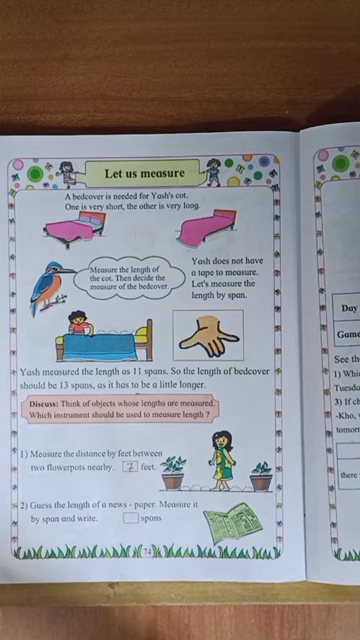 Let us measure
A bedcover is needed for Yash's cot.
One is very short, the other is very long.
Measure the length of
the cot. Then decide the
measure of the bedcover.
Yash does not have
a tape to measure.
Let's measure the
length by span.
Yash measured the length as 11 spans. So the length of bedcover
should be 13 spans, as it has to be a little longer.
Discuss: Think of objects whose lengths are measured.
Which instrument should be used to measure length ?
1) Measure the distance by feet between
two flowerpots nearby. 7 feet.
2) Guess the length of a news - paper. Measure it
by span and write. spans
74
Day
Game
See th
1) Whic
Tuesda
3) If ch
-Kho,
tomorr
there